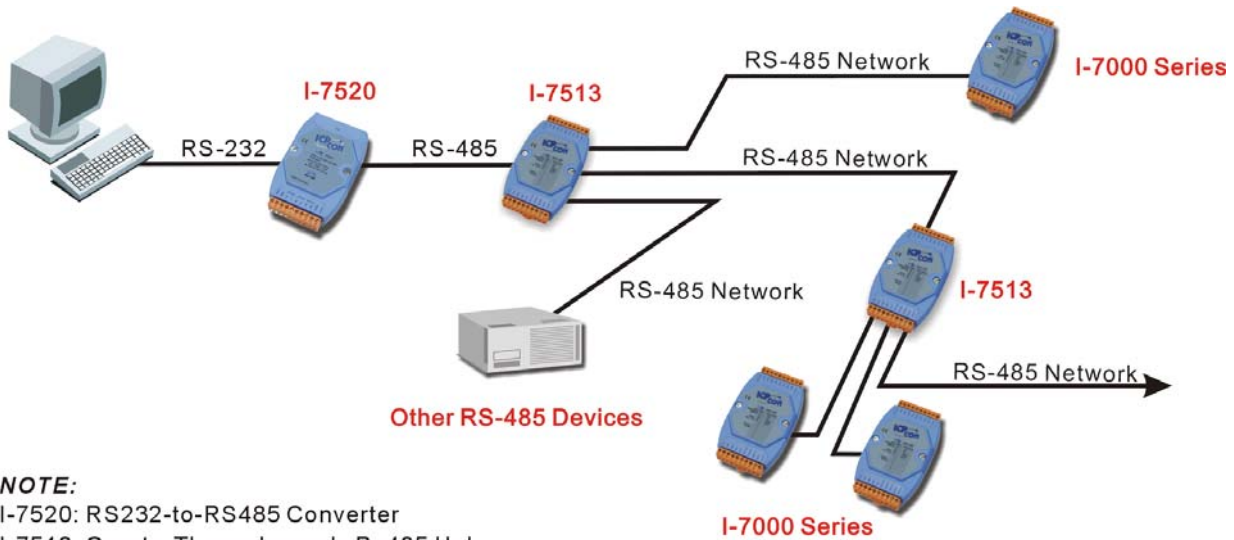 RS-485 Network
I-7000 Series
I-7520
I-7513
RS-232
RS-485
RS-485 Network
RS-485 Network
I-7513
RS-485 Network
Other RS-485 Devices
I-7000 Series
NOTE:
I-7520: RS232-to-RS485 Converter